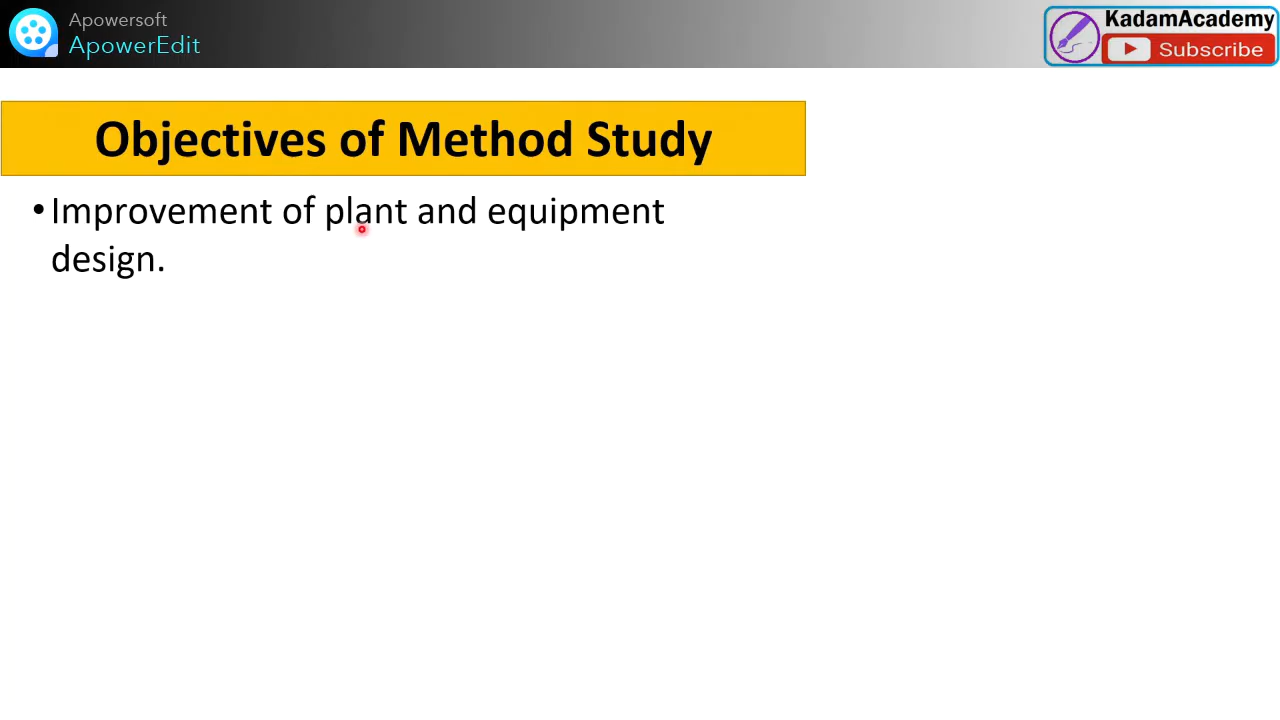 Apowersoft
ApowerEdit
KadamAcademy
Subscribe
Objectives of Method Study
•Improvement of plant and equipment
design.